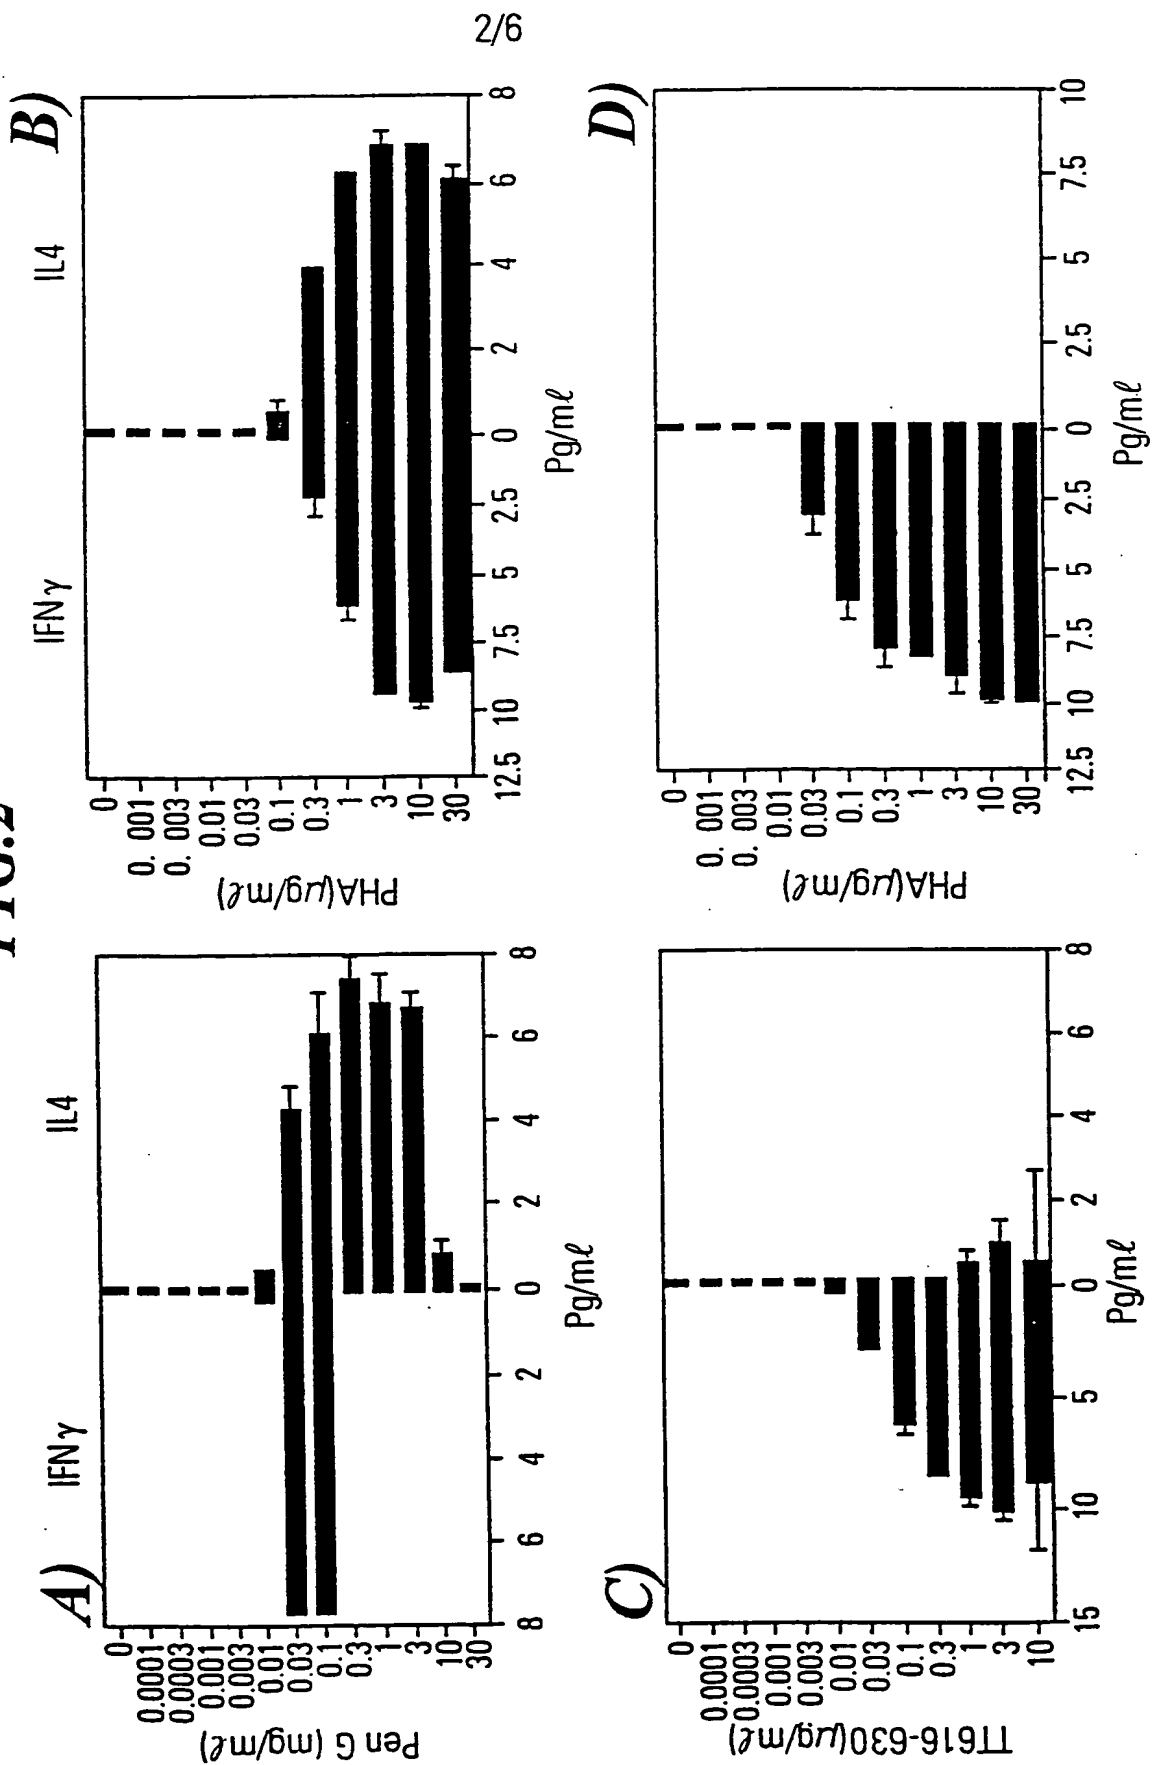 2/6
FIG.2
A)
IFNγ IL4
Pen G (mg/mℓ)
0
0.0001
0.0003
0.001
0.003
0.01
0.03
0.1
0.3
1
3
10
30
8 6 4 2 0 2 4 6 8
Pg/mℓ
B)
IFNγ IL4
PHA(μg/mℓ)
0
0. 001
0. 003
0.01
0.03
0.1
0.3
1
3
10
30
12.5 10 7.5 5 2.5 0 2 4 6 8
Pg/mℓ
C)
TT616-630(μg/mℓ)
0
0.0001
0.0003
0.001
0.003
0.01
0.03
0.1
0.3
1
3
10
15 10 5 0 2 4 6 8
Pg/mℓ
D)
PHA(μg/mℓ)
0
0. 001
0. 003
0.01
0.03
0.1
0.3
1
3
10
30
12.5 10 7.5 5 2.5 0 2.5 5 7.5 10
Pg/mℓ